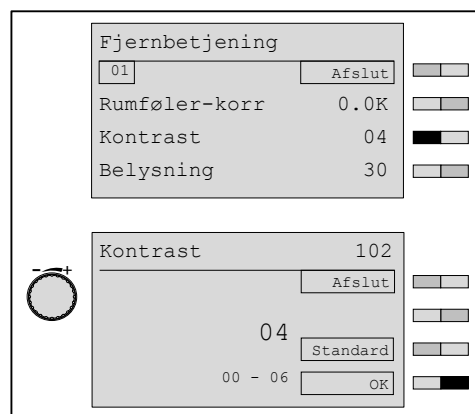 Fjernbetjening
01 Afslut
Rumføler-korr 0.0K
Kontrast 04
Belysning 30
Kontrast 102
- +
Afslut
04
Standard
00 - 06 OK